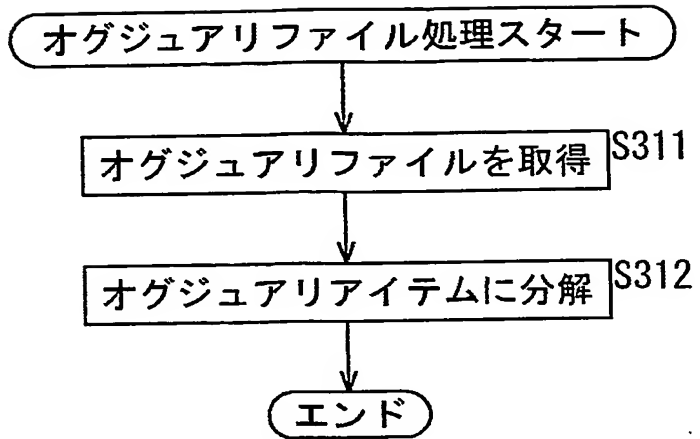 オグジュアリファイル処理スタート
オグジュアリファイルを取得
S311
オグジュアリアイテムに分解
S312
エンド